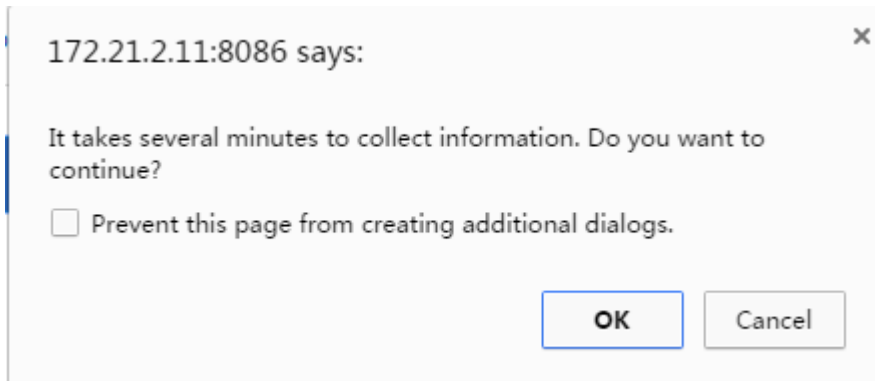 172.21.2.11:8086 says:
It takes several minutes to collect information. Do you want to
continue?
Prevent this page from creating additional dialogs.
OK
Cancel